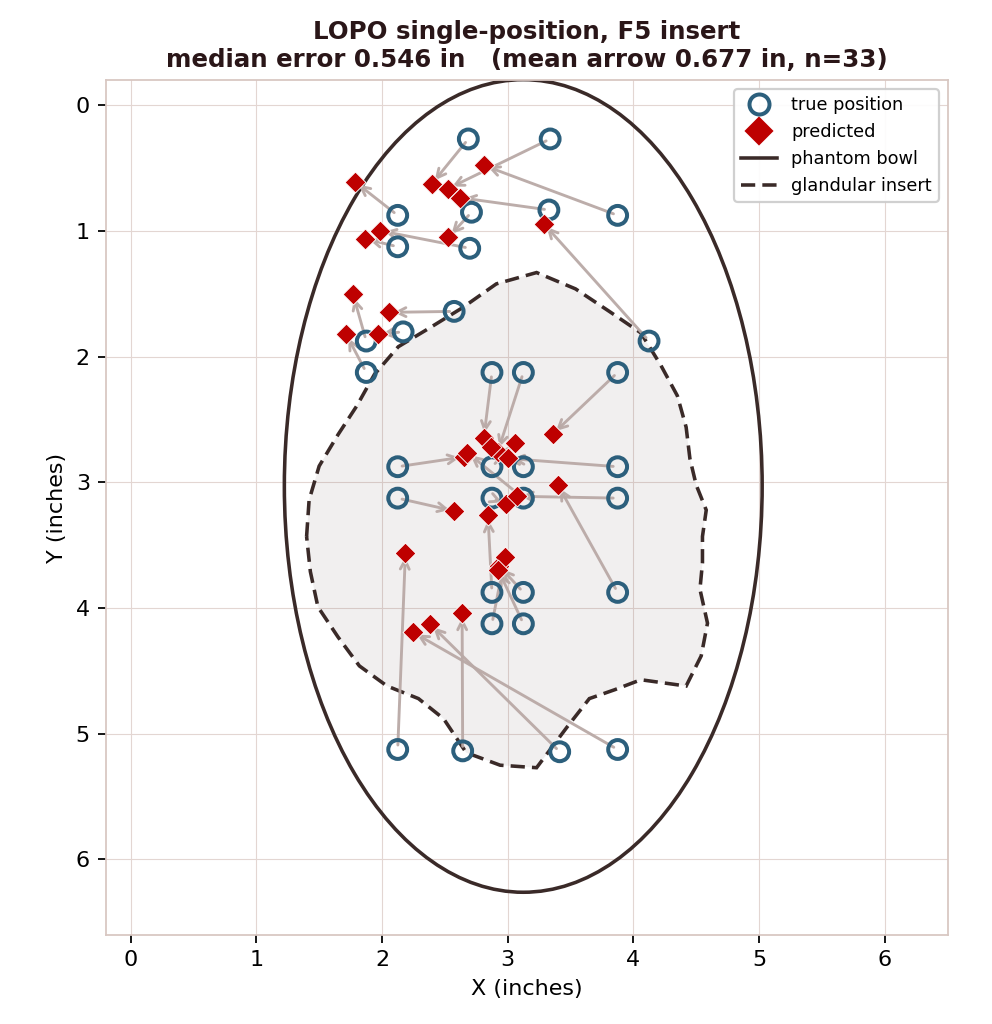 LOPO single-position, F5 insert
median error 0.546 in   (mean arrow 0.677 in, n=33)
true position
predicted
phantom bowl
glandular insert
Y (inches)
0
1
2
3
4
5
6
0 1 2 3 4 5 6
X (inches)